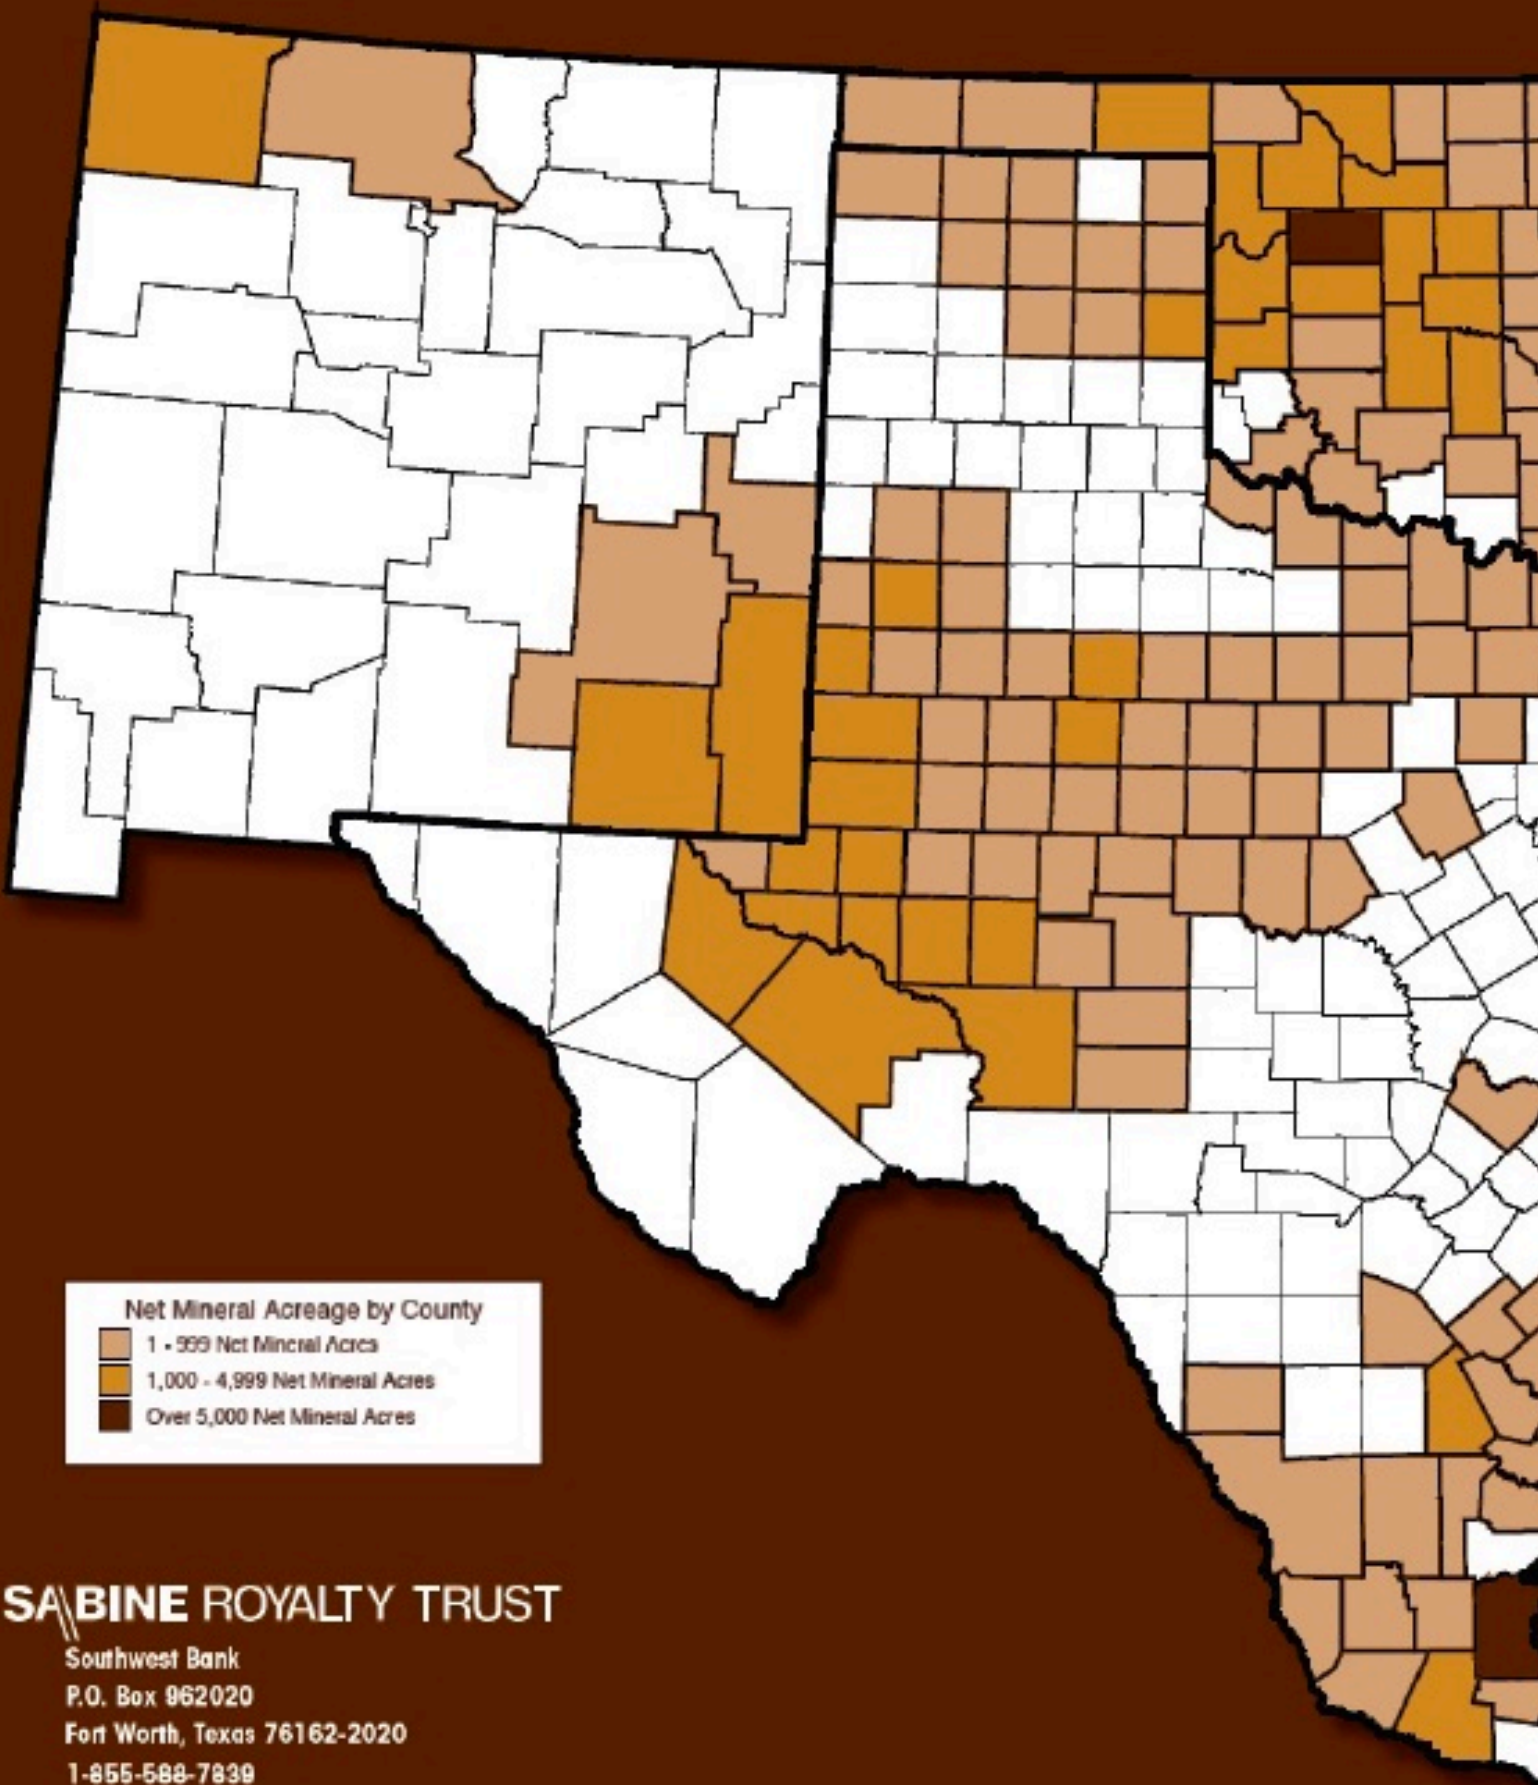 Net Mineral Acreage by County
1 - 999 Net Mineral Acres
1,000 - 4,999 Net Mineral Acres
Over 5,000 Net Mineral Acres
SABINE ROYALTY TRUST
Southwest Bank
P.O. Box 962020
Fort Worth, Texas 76162-2020
1-855-588-7839